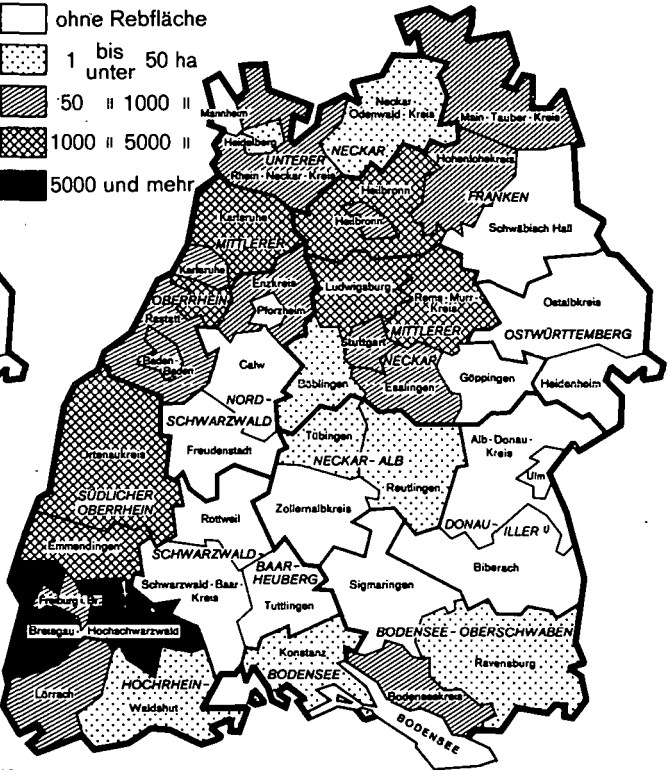 ohne Rebfläche
1 bis unter 50 ha
50 " 1000 "
1000 " 5000 "
5000 und mehr
Mannheim
Neckar
Odenwald-Kreis
Main-Tauber-Kreis
Heidelberg
UNTERER
NECKAR
Rhein-Neckar-Kreis
Hohenlohekreis
Heilbronn
FRANKEN
Karlsruhe
Heilbronn
Schwäbisch Hall
MITTLERER
Karlsruhe
Enzkreis
Ludwigsburg
Rems-Murr-
Kreis
Ostalbkreis
OBERRHEIN
Pforzheim
Rastatt
MITTLERER
OSTWÜRTTEMBERG
Stuttgart
Baden
Baden
Calw
NECKAR
Böblingen
Esslingen
Göppingen
Heidenheim
NORD-
SCHWARZWALD
Freudenstadt
Tübingen
Alb-Donau-
Kreis
Ortenaukreis
NECKAR-ALB
Ulm
Reutlingen
SÜDLICHER
OBERRHEIN
Rottweil
Zollernalbkreis
DONAU-ILLER ¹⁾
Emmendingen
SCHWARZWALD-
BAAR-
HEUBERG
Schwarzwald-Baar-
Kreis
Sigmaringen
Biberach
Freiburg i. Br.
Tuttlingen
Breisgau-Hochschwarzwald
BODENSEE-OBERSCHWABEN
Konstanz
Ravensburg
BODENSEE
Lörrach
HOCHRHEIN-
Waldshut
Bodenseekreis
BODENSEE